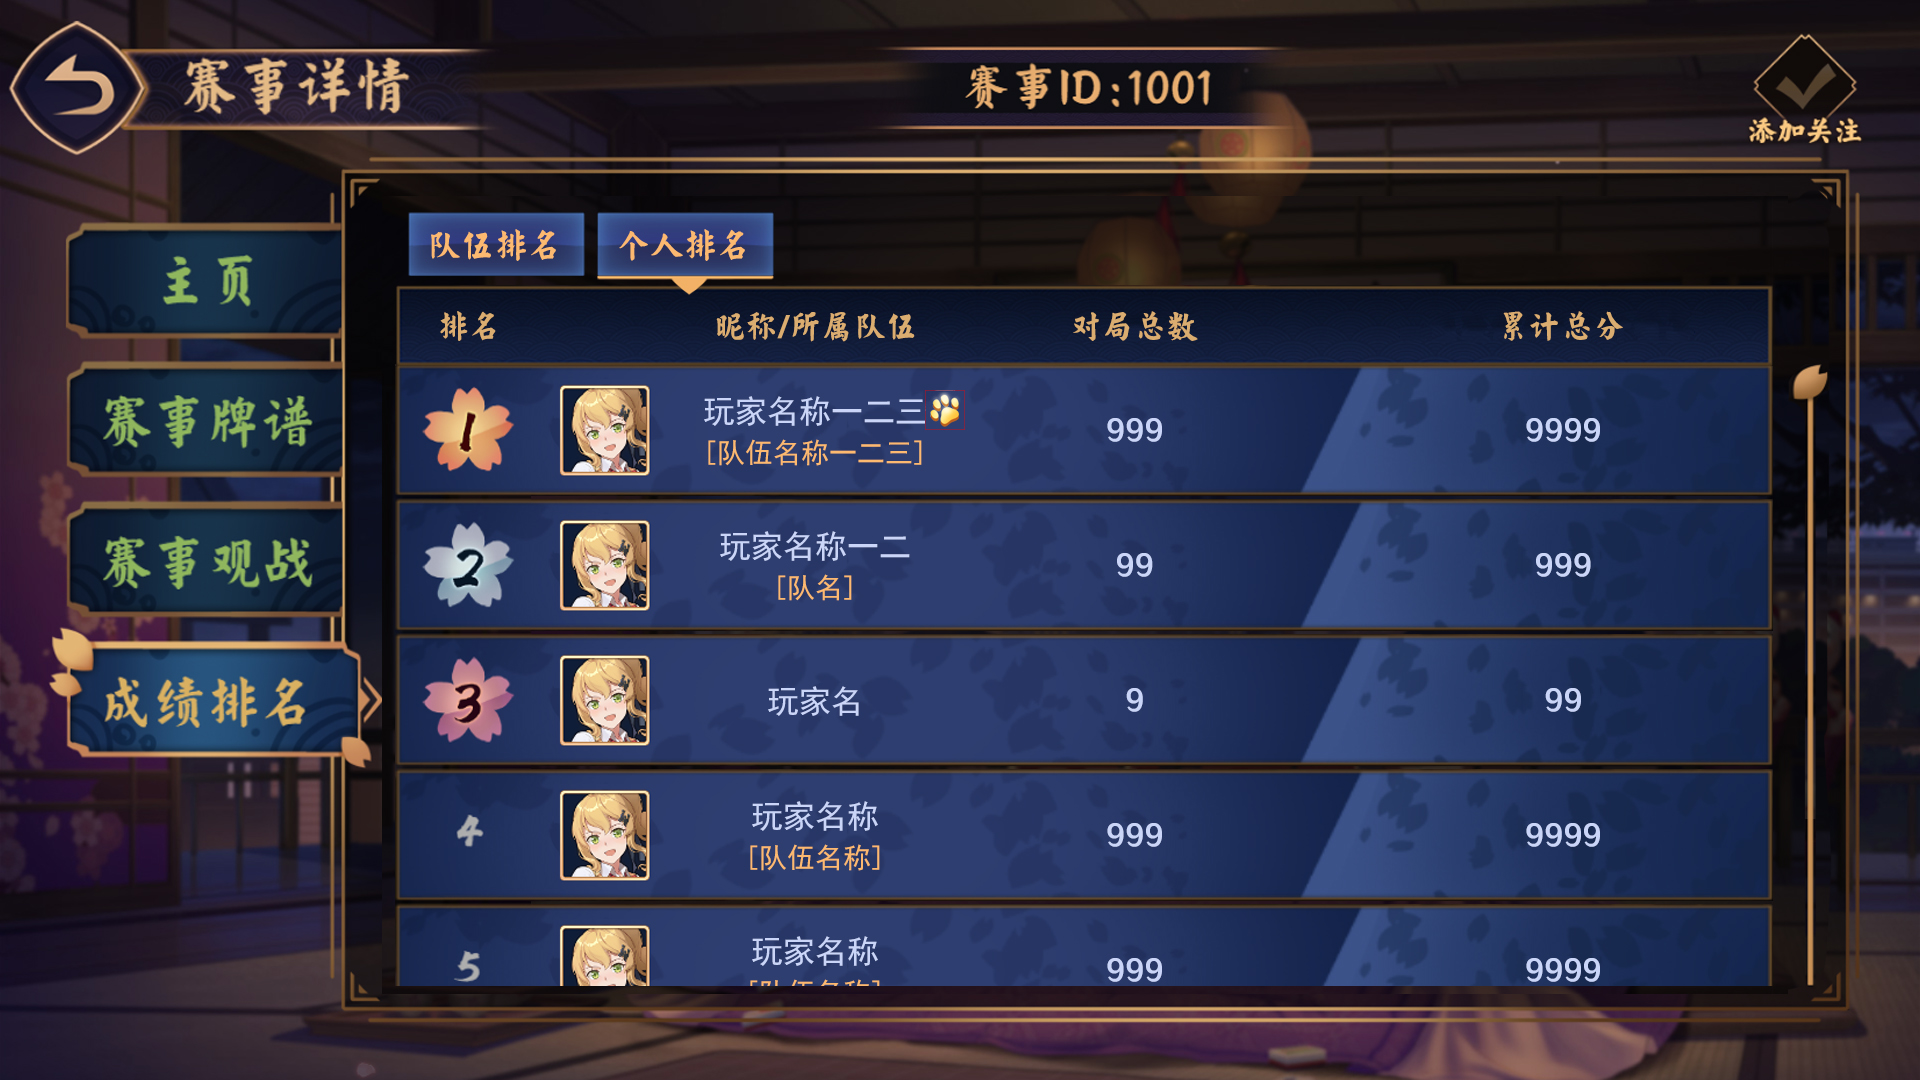 赛事详情
赛事ID:1001
添加关注
主页
赛事牌谱
赛事观战
成绩排名
队伍排名 个人排名
排名 昵称/所属队伍 对局总数 累计总分
1 玩家名称一二三 999 9999
[队伍名称一二三]
2 玩家名称一二 99 999
[队名]
3 玩家名 9 99
4 玩家名称 999 9999
[队伍名称]
5 玩家名称 999 9999
[队伍名称]